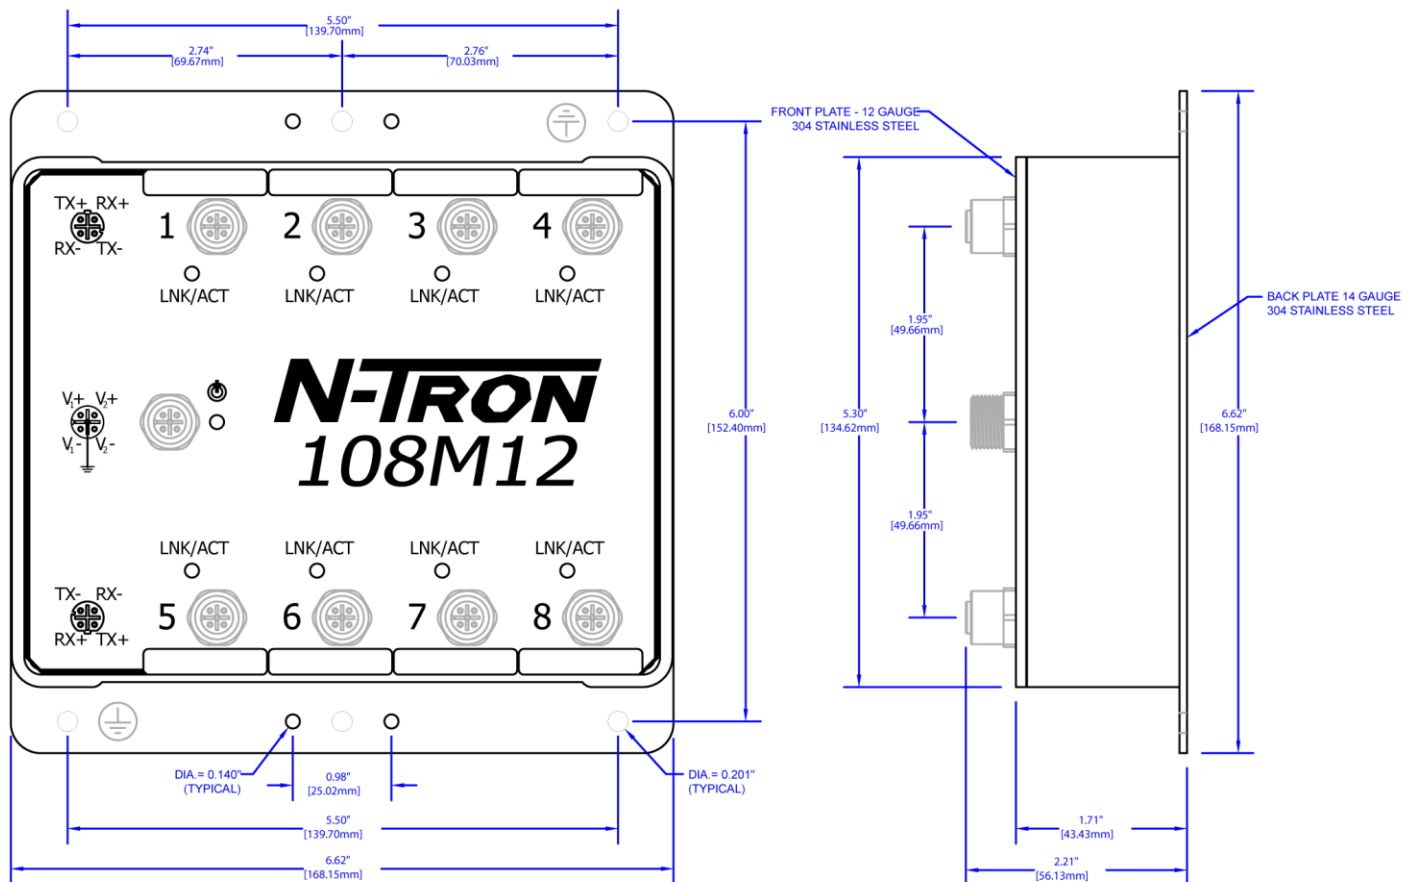 5.50"
[139.70mm]
2.74"
[69.67mm]
2.76"
[70.03mm]
FRONT PLATE - 12 GAUGE
304 STAINLESS STEEL
TX+ RX+
RX- TX-
1
2
3
4
LNK/ACT
LNK/ACT
LNK/ACT
LNK/ACT
BACK PLATE 14 GAUGE
304 STAINLESS STEEL
1.95"
[49.66mm]
V1+ V2+
V1- V2-
N-TRON
108M12
6.00"
[152.40mm]
5.30"
[134.62mm]
6.62"
[168.15mm]
1.95"
[49.66mm]
LNK/ACT
LNK/ACT
LNK/ACT
LNK/ACT
TX- RX-
RX+ TX+
5
6
7
8
DIA.= 0.140"
(TYPICAL)
0.98"
[25.02mm]
DIA.= 0.201"
(TYPICAL)
5.50"
[139.70mm]
1.71"
[43.43mm]
6.62"
[168.15mm]
2.21"
[56.13mm]